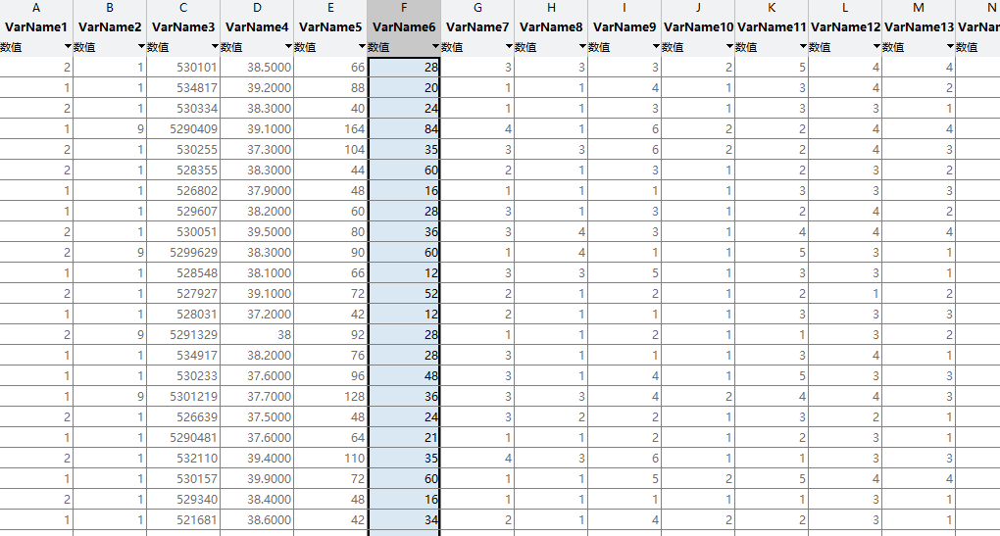 A B C D E F G H I J K L M N
VarName1 VarName2 VarName3 VarName4 VarName5 VarName6 VarName7 VarName8 VarName9 VarName10 VarName11 VarName12 VarName13 VarNar
数值 数值 数值 数值 数值 数值 数值 数值 数值 数值 数值 数值 数值 数值
2 1 530101 38.5000 66 28 3 3 3 2 5 4 4
1 1 534817 39.2000 88 20 1 1 4 1 3 4 2
2 1 530334 38.3000 40 24 1 1 3 1 3 3 1
1 9 5290409 39.1000 164 84 4 1 6 2 2 4 4
2 1 530255 37.3000 104 35 3 3 6 2 2 4 3
2 1 528355 38.3000 44 60 2 1 3 1 2 3 2
1 1 526802 37.9000 48 16 1 1 1 1 3 3 3
1 1 529607 38.2000 60 28 3 1 3 1 2 4 2
2 1 530051 39.5000 80 36 3 4 3 1 4 4 4
2 9 5299629 38.3000 90 60 1 4 1 1 5 3 1
1 1 528548 38.1000 66 12 3 3 5 1 3 3 1
2 1 527927 39.1000 72 52 2 1 2 1 2 1 2
1 1 528031 37.2000 42 12 2 1 1 1 3 3 3
2 9 5291329 38 92 28 1 1 2 1 1 3 2
1 1 534917 38.2000 76 28 3 1 1 1 3 4 1
1 1 530233 37.6000 96 48 3 1 4 1 5 3 3
1 9 5301219 37.7000 128 36 3 3 4 2 4 4 3
2 1 526639 37.5000 48 24 3 2 2 1 3 2 1
1 1 5290481 37.6000 64 21 1 1 2 1 2 3 1
2 1 532110 39.4000 110 35 4 3 6 1 1 3 3
1 1 530157 39.9000 72 60 1 1 5 2 5 4 4
2 1 529340 38.4000 48 16 1 1 1 1 1 3 1
1 1 521681 38.6000 42 34 2 1 4 2 2 3 1